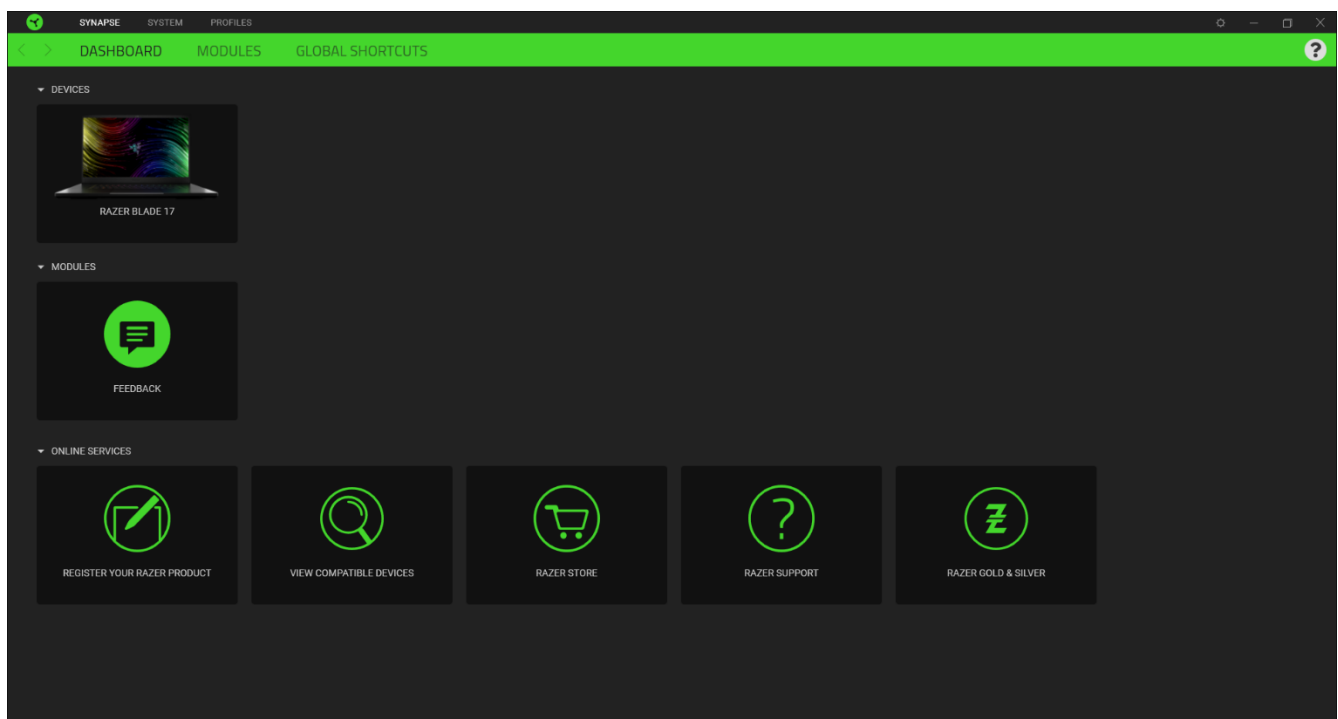 SYNAPSE SYSTEM PROFILES
DASHBOARD MODULES GLOBAL SHORTCUTS
DEVICES
RAZER BLADE 17
MODULES
FEEDBACK
ONLINE SERVICES
REGISTER YOUR RAZER PRODUCT VIEW COMPATIBLE DEVICES RAZER STORE RAZER SUPPORT RAZER GOLD & SILVER